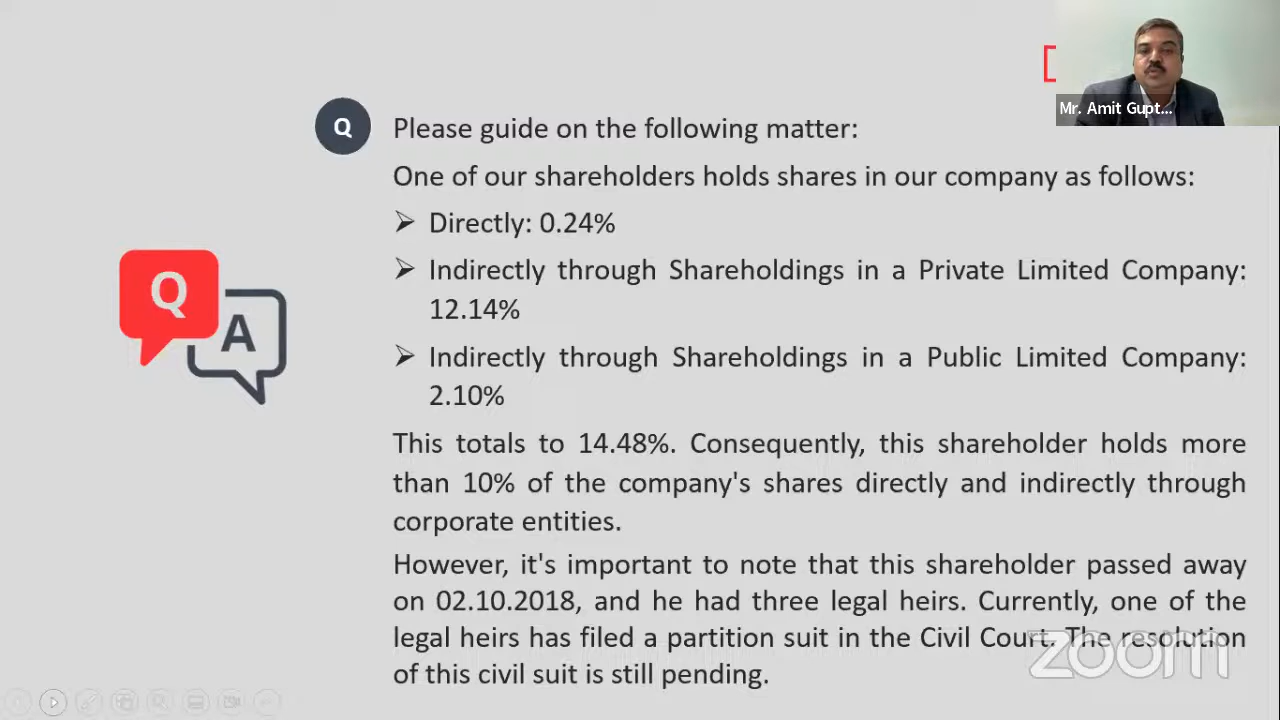 Mr. Amit Gupt...
Q
Please guide on the following matter:
One of our shareholders holds shares in our company as follows:
➢ Directly: 0.24%
➢ Indirectly through Shareholdings in a Private Limited Company:
12.14%
➢ Indirectly through Shareholdings in a Public Limited Company:
2.10%
Q
A
This totals to 14.48%. Consequently, this shareholder holds more
than 10% of the company's shares directly and indirectly through
corporate entities.
However, it's important to note that this shareholder passed away
on 02.10.2018, and he had three legal heirs. Currently, one of the
legal heirs has filed a partition suit in the Civil Court. The resolution
of this civil suit is still pending.
zoom